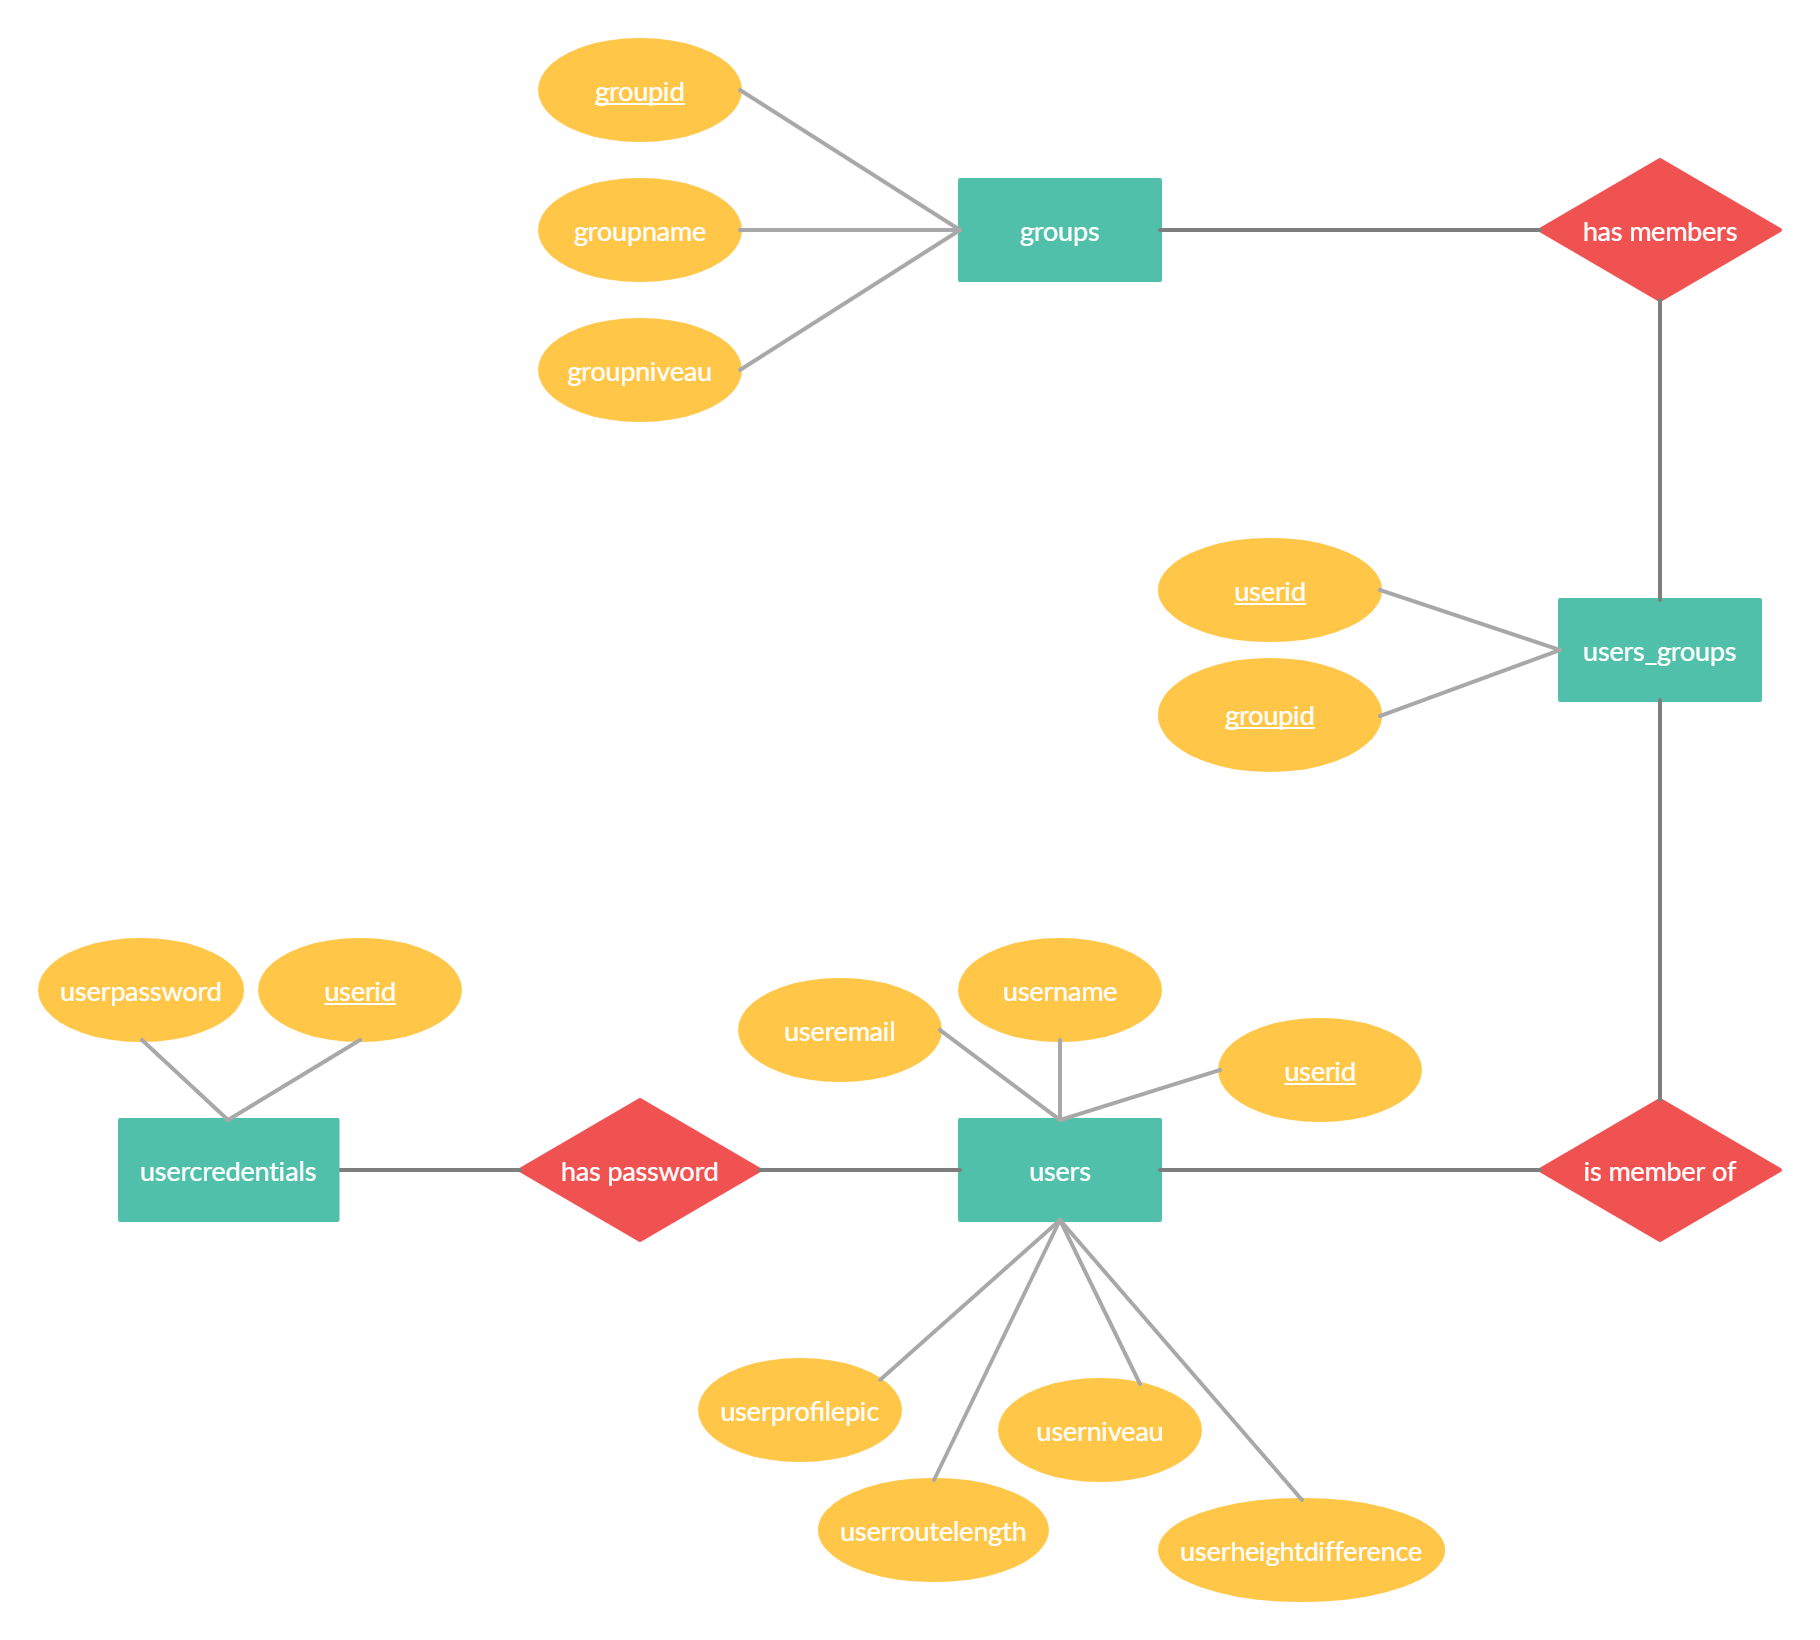 groupid
groupname
groups
has members
groupniveau
userid
users_groups
groupid
userpassword
userid
useremail
username
userid
usercredentials
has password
users
is member of
userprofilepic
userniveau
userroutelength
userheightdifference